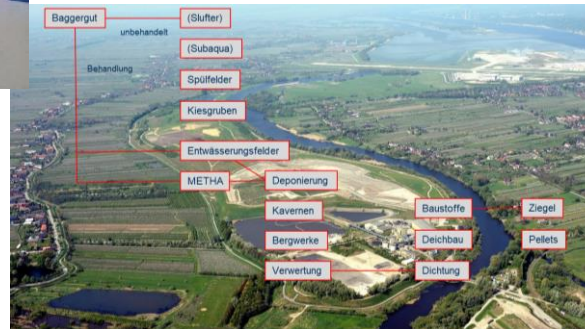 Baggergut
(Slufter)
unbehandelt
(Subaqua)
Behandlung
Spülfelder
Kiesgruben
Entwässerungsfelder
METHA
Deponierung
Kavernen
Baustoffe
Ziegel
Bergwerke
Deichbau
Pellets
Verwertung
Dichtung